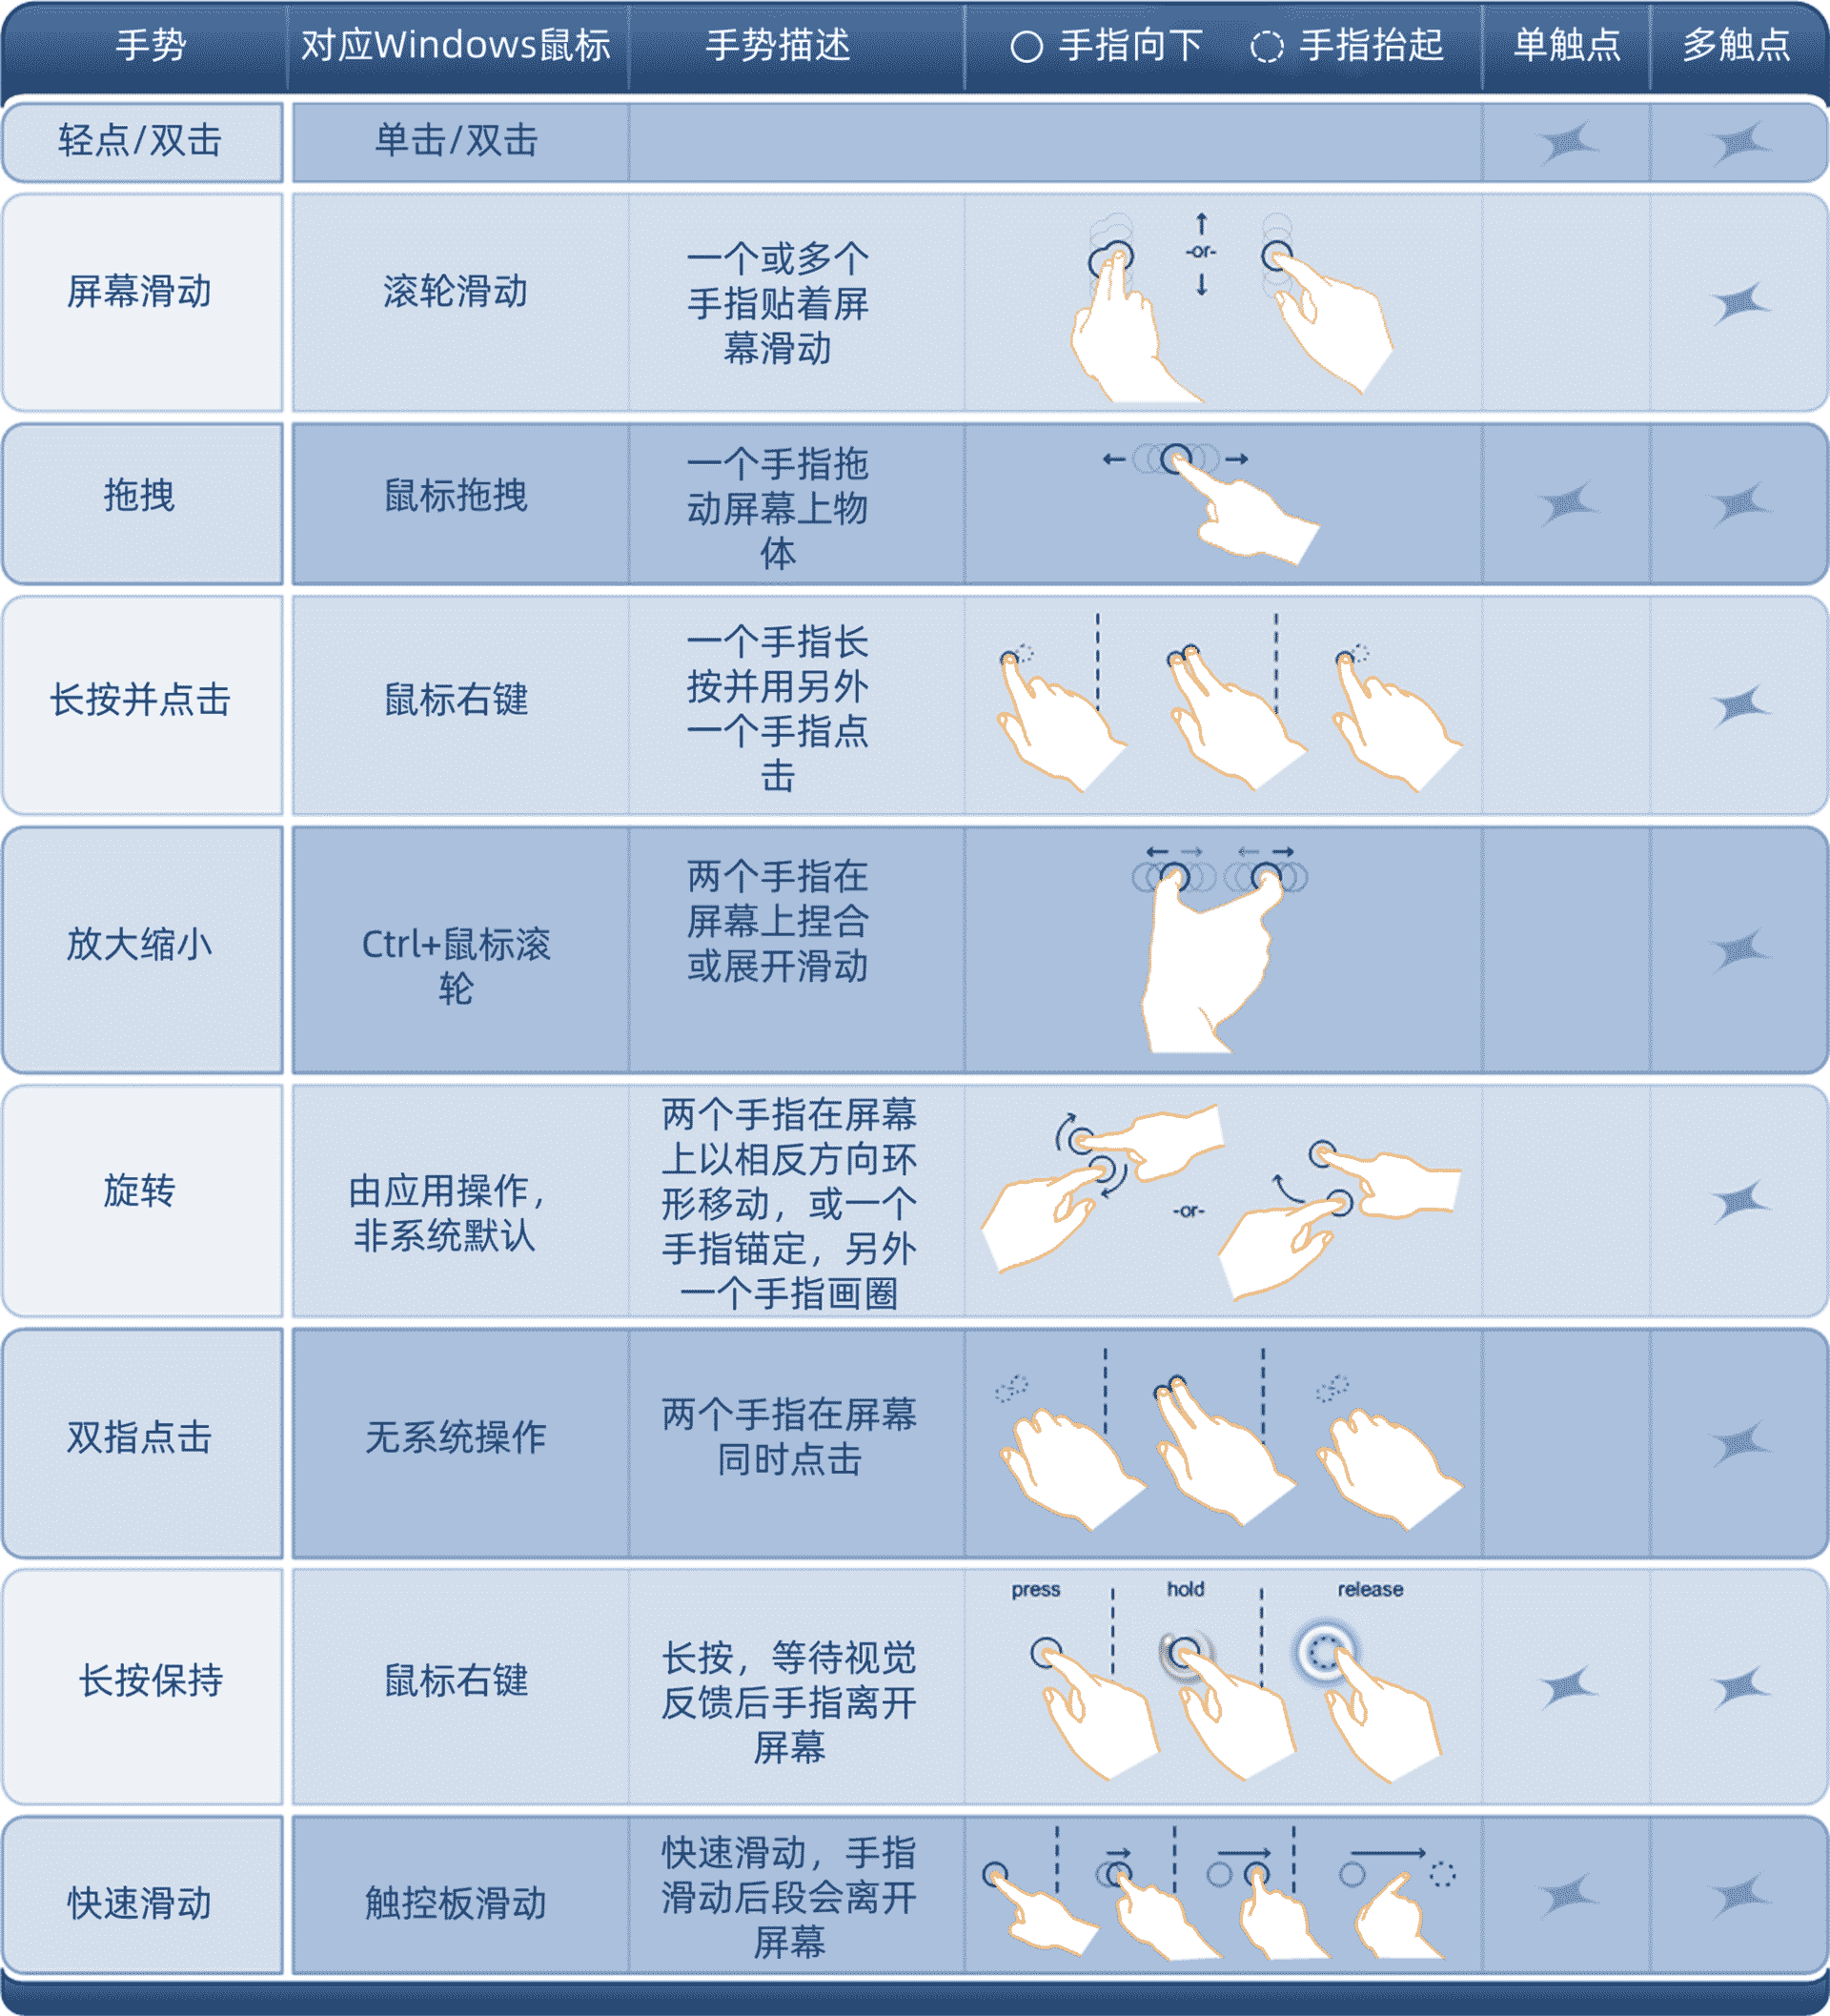 手势 对应Windows鼠标 手势描述 手指向下 手指抬起 单触点 多触点
轻点/双击 单击/双击
屏幕滑动
滚轮滑动
一个或多个
手指贴着屏
幕滑动
-or-
拖拽
鼠标拖拽
一个手指拖
动屏幕上物
体
长按并点击
鼠标右键
一个手指长
按并用另外
一个手指点
击
放大缩小
Ctrl+鼠标滚
轮
两个手指在
屏幕上捏合
或展开滑动
旋转
由应用操作，
非系统默认
两个手指在屏幕
上以相反方向环
形移动，或一个
手指锚定，另外
一个手指画圈
-or-
双指点击
无系统操作
两个手指在屏幕
同时点击
长按保持
鼠标右键
长按，等待视觉
反馈后手指离开
屏幕
press hold release
快速滑动
触控板滑动
快速滑动，手指
滑动后段会离开
屏幕